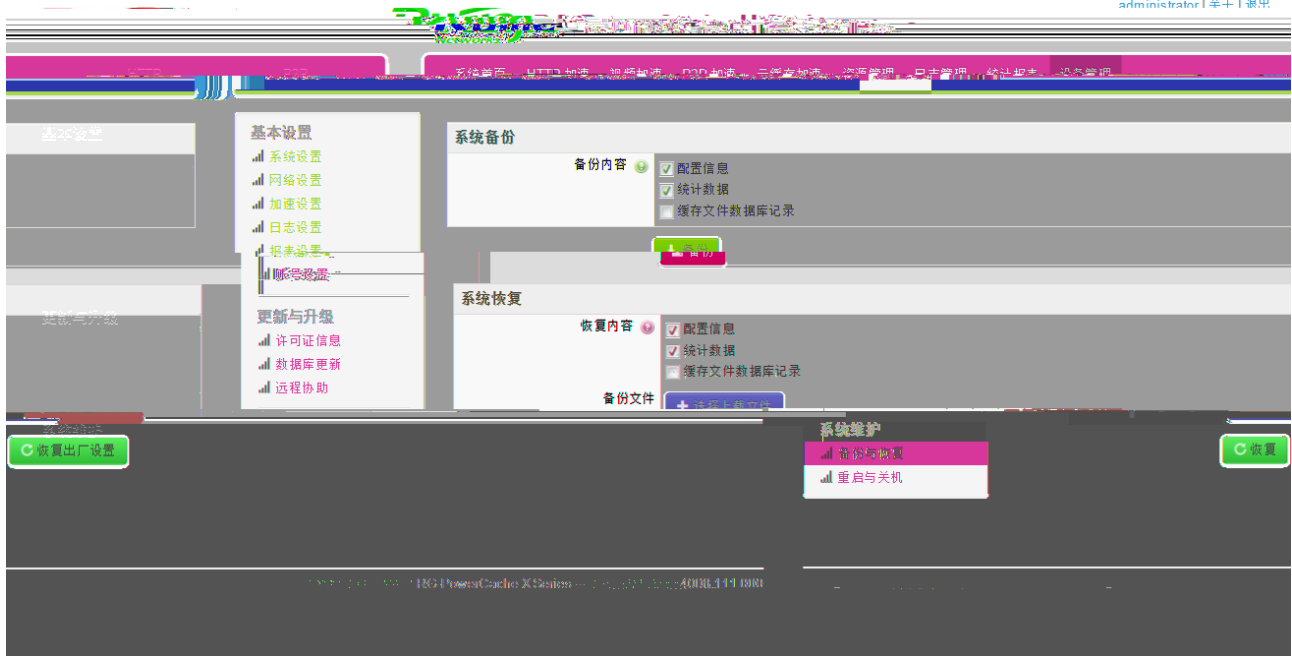 administrator | 关于 | 退出
Networks
系统首页 HTTP 加速 视频加速 P2P 加速 云缓存加速 资源管理 日志管理 统计报表 设备管理
基本设置
基本设置
系统设置
网络设置
加速设置
日志设置
报表设置
账号设置
系统备份
备份内容
配置信息
统计数据
缓存文件数据库记录
备份
更新与升级
更新与升级
许可证信息
数据库更新
远程协助
系统恢复
恢复内容
配置信息
统计数据
缓存文件数据库记录
备份文件
选择上载文件
系统维护
系统维护
备份与恢复
重启与关机
恢复出厂设置
恢复
RG-PowerCache X Series